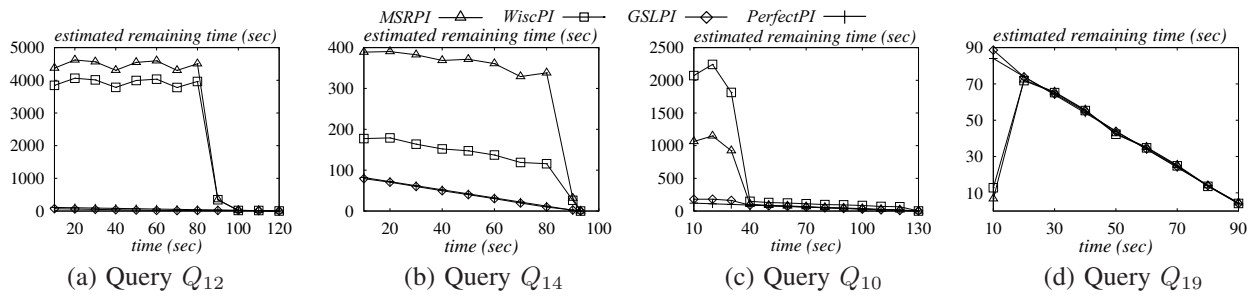 MSRPI WiscPI GSLPI PerfectPI
estimated remaining time (sec)
5000
4000
3000
2000
1000
0
20 40 60 80 100 120
time (sec)
(a) Query Q12
estimated remaining time (sec)
400
300
200
100
0
20 40 60 80 100
time (sec)
(b) Query Q14
estimated remaining time (sec)
2500
2000
1500
1000
500
0
10 40 70 100 130
time (sec)
(c) Query Q10
estimated remaining time (sec)
90
70
50
30
10
10 30 50 70 90
time (sec)
(d) Query Q19